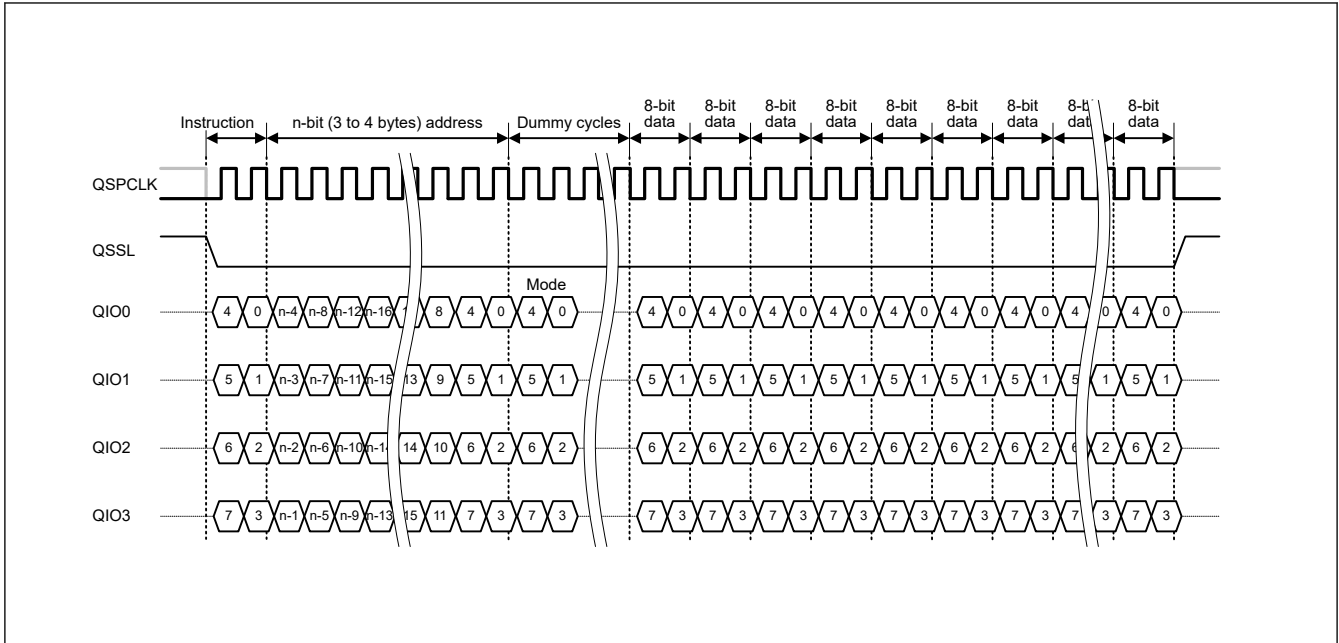 8-bit 8-bit 8-bit 8-bit 8-bit 8-bit 8-bit 8-bit
data data data data data data data data
Instruction n-bit (3 to 4 bytes) address Dummy cycles
QSPCLK
QSSL
Mode
QIO0 4 0 n-4 n-8 n-12 n-16 8 4 0 4 0 4 0 4 0 4 0 4 0 4 0 4 0 4 0 4 0 4 0
QIO1 5 1 n-3 n-7 n-11 n-15 13 9 5 1 5 1 5 1 5 1 5 1 5 1 5 1 5 1 5 1 5 1 5 1
QIO2 6 2 n-2 n-6 n-10 14 10 6 2 6 2 6 2 6 2 6 2 6 2 6 2 6 2 6 2 6 2 6 2
QIO3 7 3 n-1 n-5 n-9 n-13 15 11 7 3 7 3 7 3 7 3 7 3 7 3 7 3 7 3 7 3 7 3 7 3